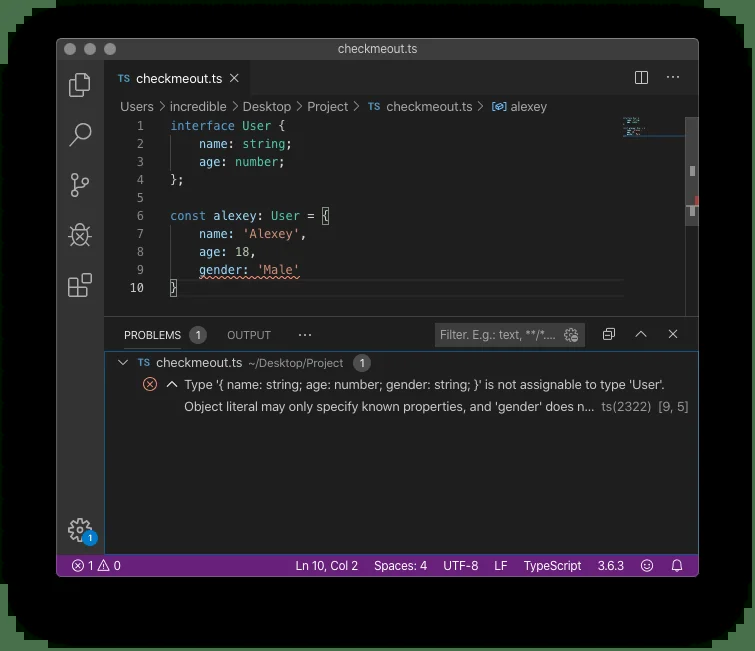 checkmeout.ts
TS checkmeout.ts
Users > incredible > Desktop > Project > TS checkmeout.ts > alexey
1 interface User {
2 name: string;
3 age: number;
4 };
5
6 const alexey: User = {
7 name: 'Alexey',
8 age: 18,
9 gender: 'Male'
10 }
PROBLEMS 1 OUTPUT ··· Filter. E.g.: text, **/*....
TS checkmeout.ts ~/Desktop/Project 1
Type '{ name: string; age: number; gender: string; }' is not assignable to type 'User'.
Object literal may only specify known properties, and 'gender' does n... ts(2322) [9, 5]
1
1 0 Ln 10, Col 2 Spaces: 4 UTF-8 LF TypeScript 3.6.3